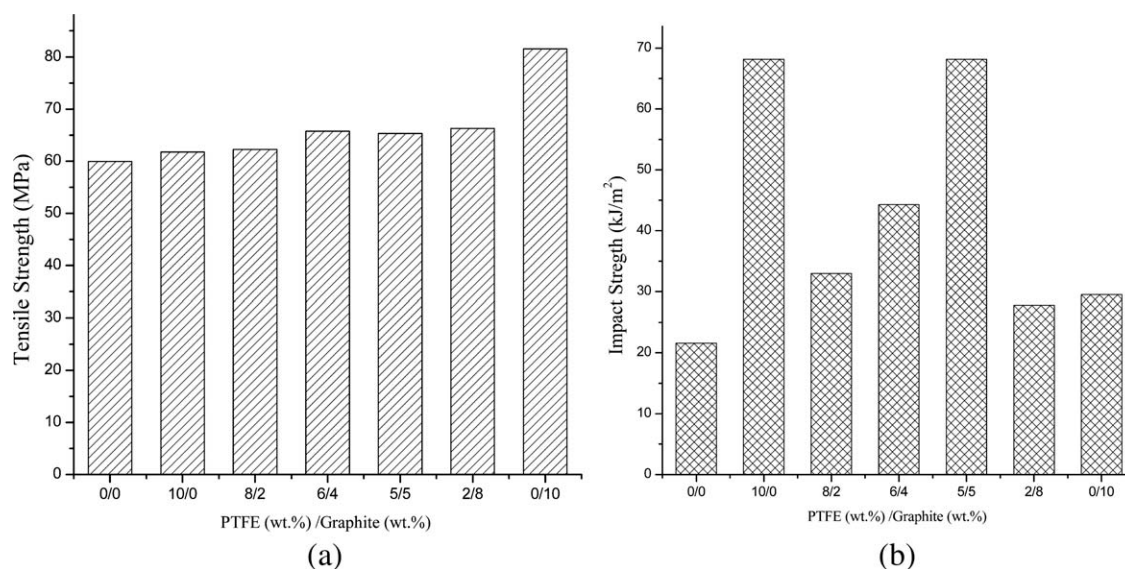 Tensile Strength (MPa)
80
70
60
50
40
30
20
10
0
0/0 10/0 8/2 6/4 5/5 2/8 0/10
PTFE (wt.%) /Graphite (wt.%)
(a)
Impact Stregth (kJ/m²)
70
60
50
40
30
20
10
0
0/0 10/0 8/2 6/4 5/5 2/8 0/10
PTFE (wt.%) /Graphite (wt.%)
(b)